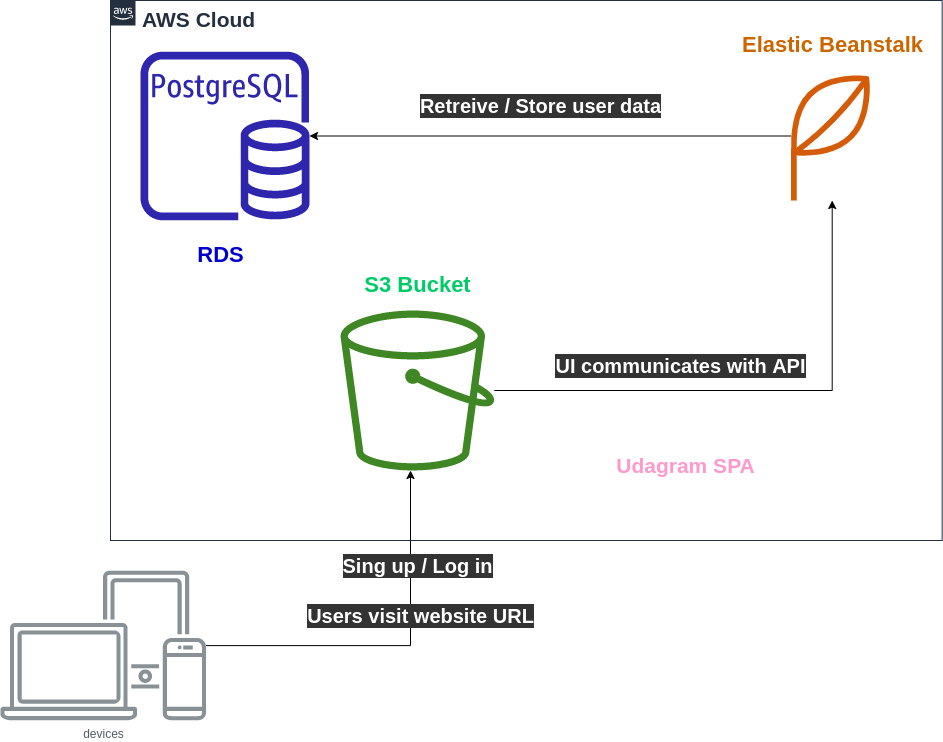 aws
AWS Cloud
Elastic Beanstalk
PostgreSQL
Retreive / Store user data
RDS
S3 Bucket
UI communicates with API
Udagram SPA
Sing up / Log in
Users visit website URL
devices